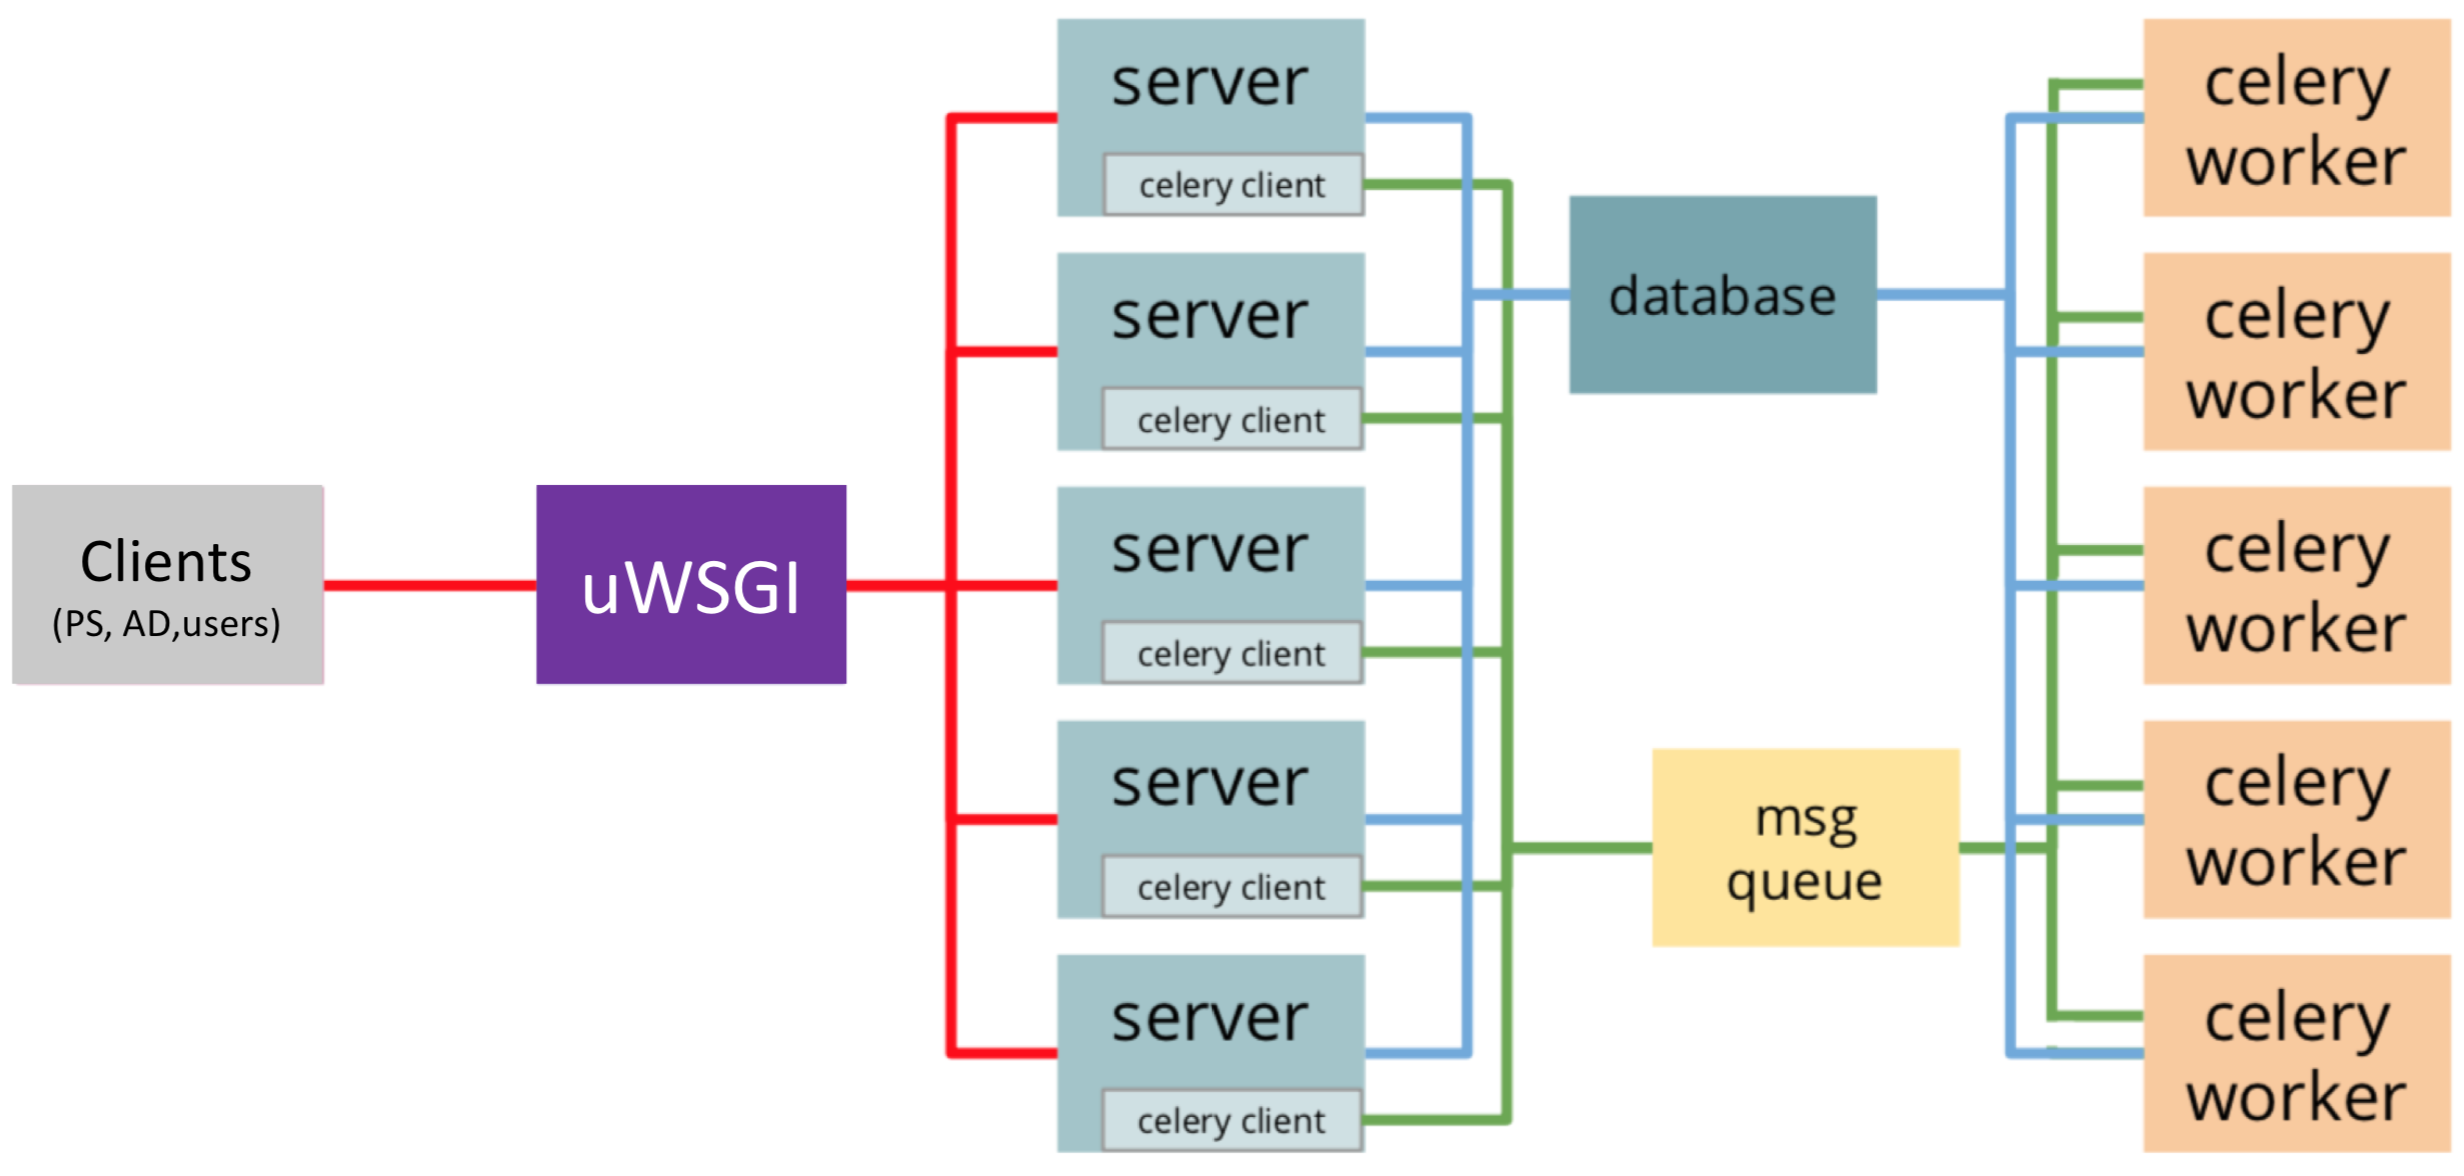 Clients
(PS, AD,users)
uWSGI
server
celery client
server
celery client
server
celery client
server
celery client
server
celery client
database
msg
queue
celery
worker
celery
worker
celery
worker
celery
worker
celery
worker